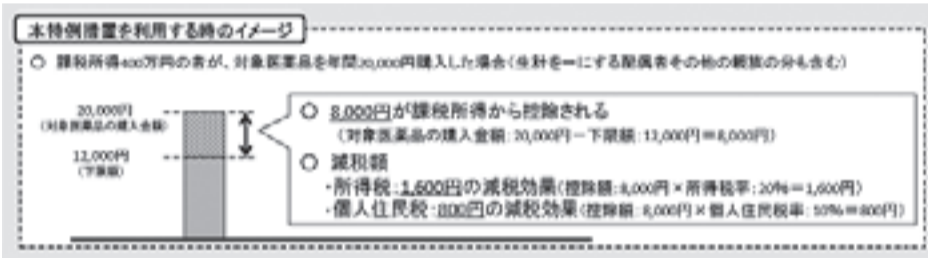 本特例措置を利用する時のイメージ
○ 課税所得400万円の者が、対象医薬品を年間20,000円購入した場合(生計を一にする配偶者その他の親族の分も含む)
20,000円
(対象医薬品の購入金額)
12,000円
(下限額)
○ 8,000円が課税所得から控除される
(対象医薬品の購入金額:20,000円-下限額:12,000円=8,000円)
○ 減税額
・所得税:1,600円の減税効果(控除額:8,000円×所得税率:20%=1,600円)
・個人住民税:800円の減税効果(控除額:8,000円×個人住民税率:10%=800円)